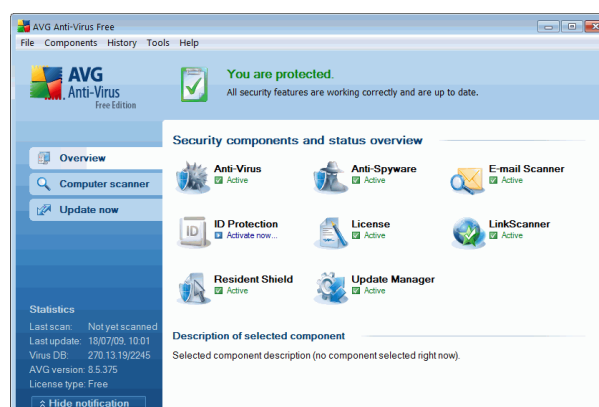 AVG Anti-Virus Free
File Components History Tools Help
AVG
Anti-Virus
Free Edition
You are protected.
All security features are working correctly and are up to date.
Overview
Computer scanner
Update now
Security components and status overview
Anti-Virus
Active
Anti-Spyware
Active
E-mail Scanner
Active
ID
ID Protection
Activate now...
License
Active
LinkScanner
Active
Resident Shield
Active
Update Manager
Active
Description of selected component
Selected component description (no component selected right now).
Statistics
Last scan: Not yet scanned
Last update: 18/07/09, 10:01
Virus DB: 270.13.19/2245
AVG version: 8.5.375
License type: Free
Hide notification